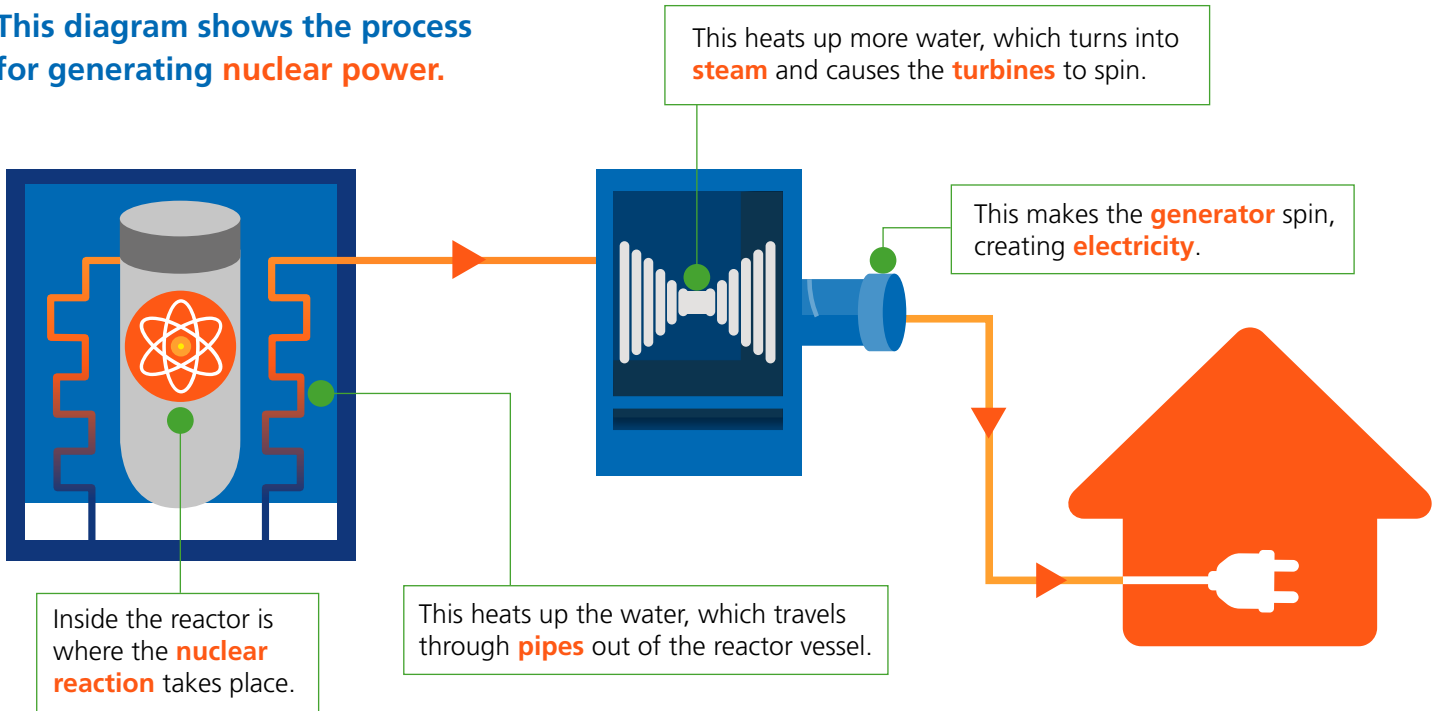 This diagram shows the process
for generating nuclear power.
This heats up more water, which turns into
steam and causes the turbines to spin.
This makes the generator spin,
creating electricity.
Inside the reactor is
where the nuclear
reaction takes place.
This heats up the water, which travels
through pipes out of the reactor vessel.